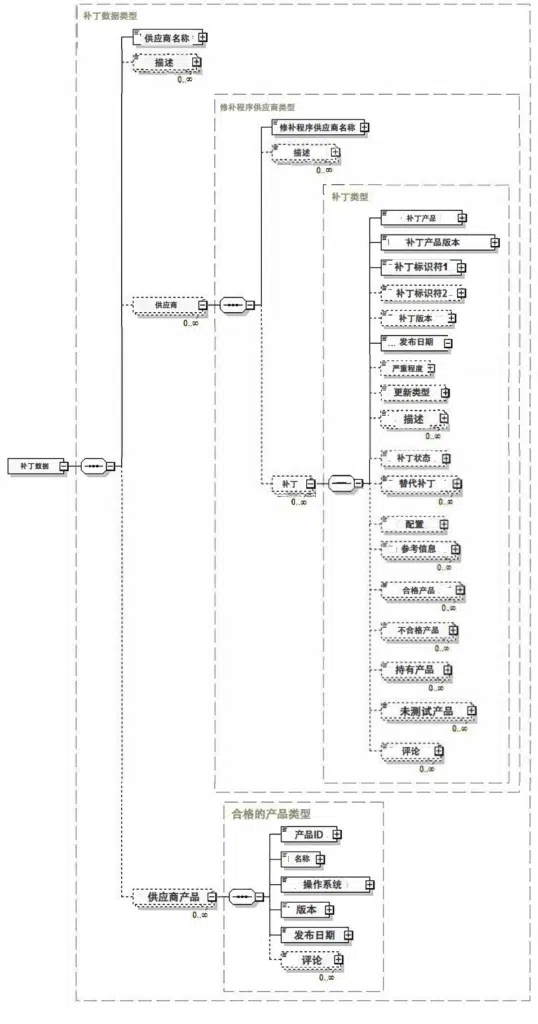 补丁数据类型
供应商名称
描述
0..∞
修补程序供应商类型
修补程序供应商名称
描述
0..∞
补丁类型
补丁产品
补丁产品版本
补丁标识符1
补丁标识符2
供应商
0..∞
补丁版本
发布日期
严重程度
更新类型
描述
0..∞
补丁数据
补丁状态
补丁
0..∞
替代补丁
0..∞
配置
参考信息
0..∞
合格产品
0..∞
不合格产品
0..∞
持有产品
0..∞
未测试产品
0..∞
评论
0..∞
合格的产品类型
产品ID
名称
操作系统
供应商产品
0..∞
版本
发布日期
评论
0..∞